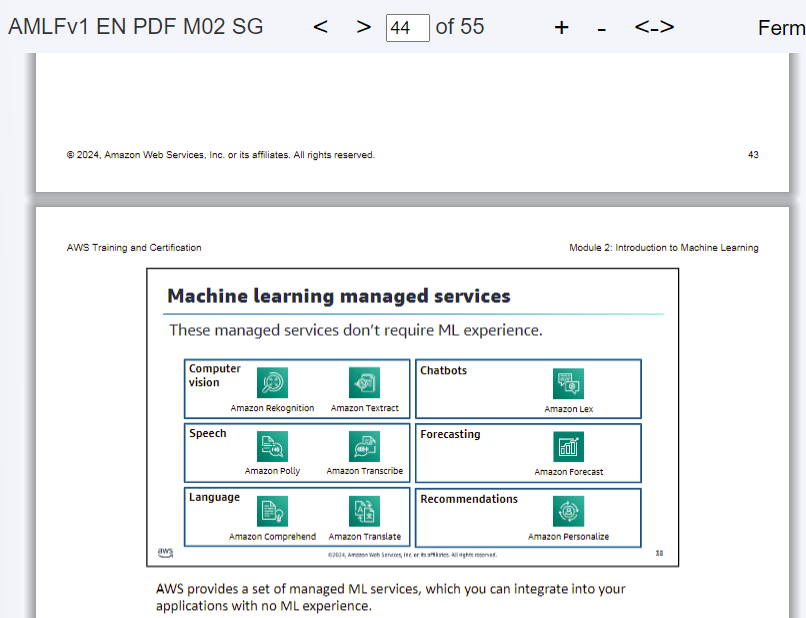 AMLFv1 EN PDF M02 SG < > 44 of 55 + - <-> Ferm
© 2024, Amazon Web Services, Inc. or its affiliates. All rights reserved. 43
AWS Training and Certification Module 2: Introduction to Machine Learning
Machine learning managed services
These managed services don't require ML experience.
Computer
vision
Amazon Rekognition Amazon Textract
Chatbots
Amazon Lex
Speech
Amazon Polly Amazon Transcribe
Forecasting
Amazon Forecast
Language
Amazon Comprehend Amazon Translate
Recommendations
Amazon Personalize
aws ©2024, Amazon Web Services, Inc. or its affiliates. All rights reserved. 38
AWS provides a set of managed ML services, which you can integrate into your
applications with no ML experience.